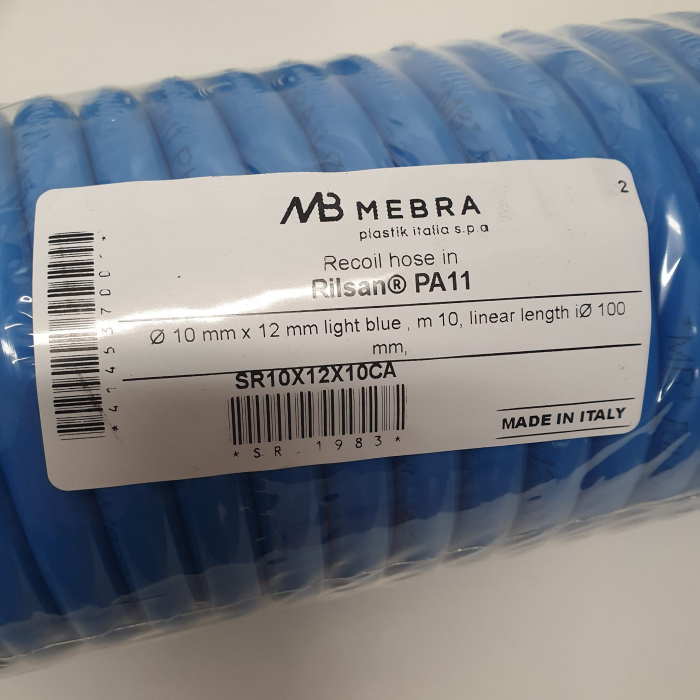 2
MB MEBRA
plastik italia s.p.a
Recoil hose in
Rilsan® PA11
Ø 10 mm x 12 mm light blue , m 10, linear length iØ 100
mm,
SR10X12X10CA
*SR-1983*
MADE IN ITALY